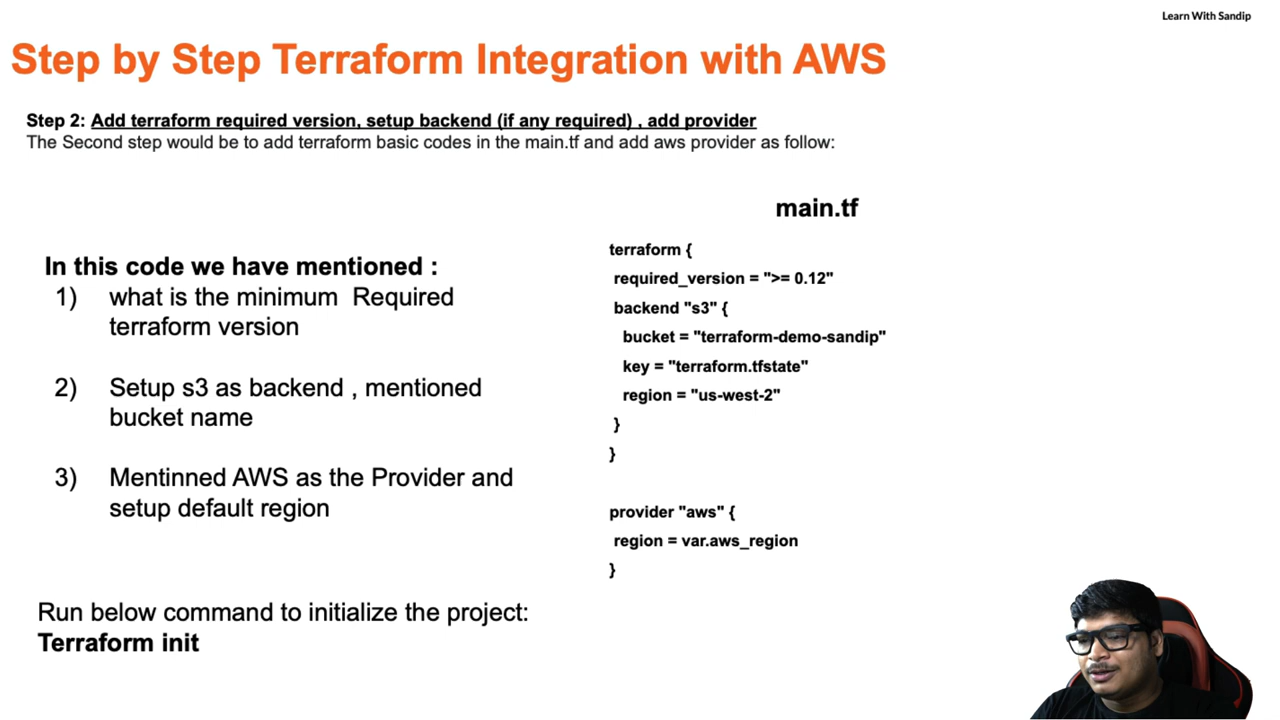 Learn With Sandip
Step by Step Terraform Integration with AWS
Step 2: Add terraform required version, setup backend (if any required) , add provider
The Second step would be to add terraform basic codes in the main.tf and add aws provider as follow:
In this code we have mentioned :
1) what is the minimum Required
terraform version
2) Setup s3 as backend , mentioned
bucket name
3) Mentinned AWS as the Provider and
setup default region
Run below command to initialize the project:
Terraform init
main.tf
terraform {
required_version = ">= 0.12"
backend "s3" {
bucket = "terraform-demo-sandip"
key = "terraform.tfstate"
region = "us-west-2"
}
}
provider "aws" {
region = var.aws_region
}